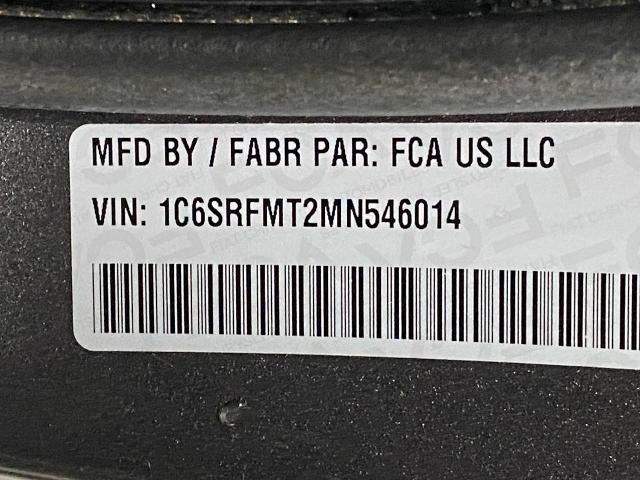 MFD BY / FABR PAR: FCA US LLC
VIN: 1C6SRFMT2MN546014